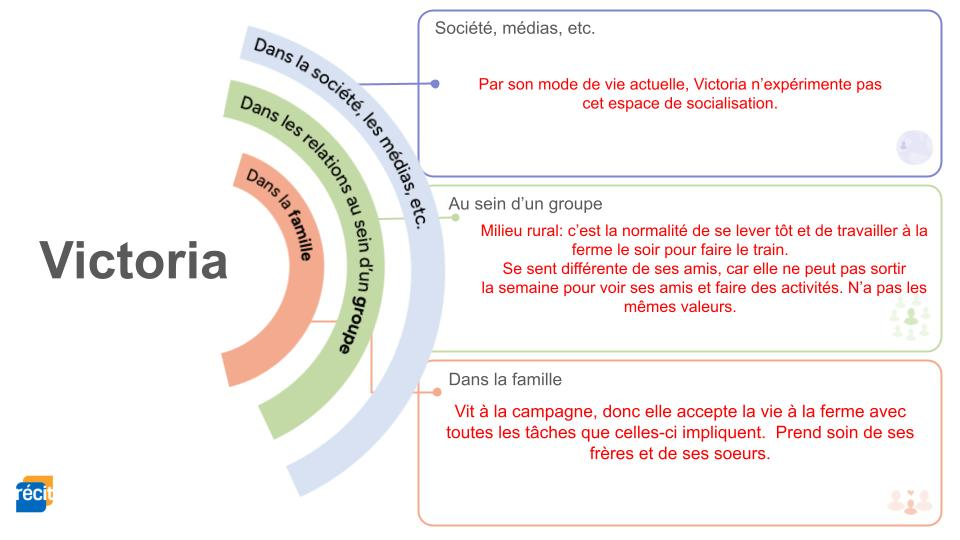 Victoria
Dans la société, les médias, etc.
Dans les relations au sein d'un groupe
Dans la famille
Société, médias, etc.
Par son mode de vie actuelle, Victoria n’expérimente pas
cet espace de socialisation.
Au sein d’un groupe
Milieu rural: c’est la normalité de se lever tôt et de travailler à la
ferme le soir pour faire le train.
Se sent différente de ses amis, car elle ne peut pas sortir
la semaine pour voir ses amis et faire des activités. N’a pas les
mêmes valeurs.
Dans la famille
Vit à la campagne, donc elle accepte la vie à la ferme avec
toutes les tâches que celles-ci impliquent.  Prend soin de ses
frères et de ses soeurs.
récit